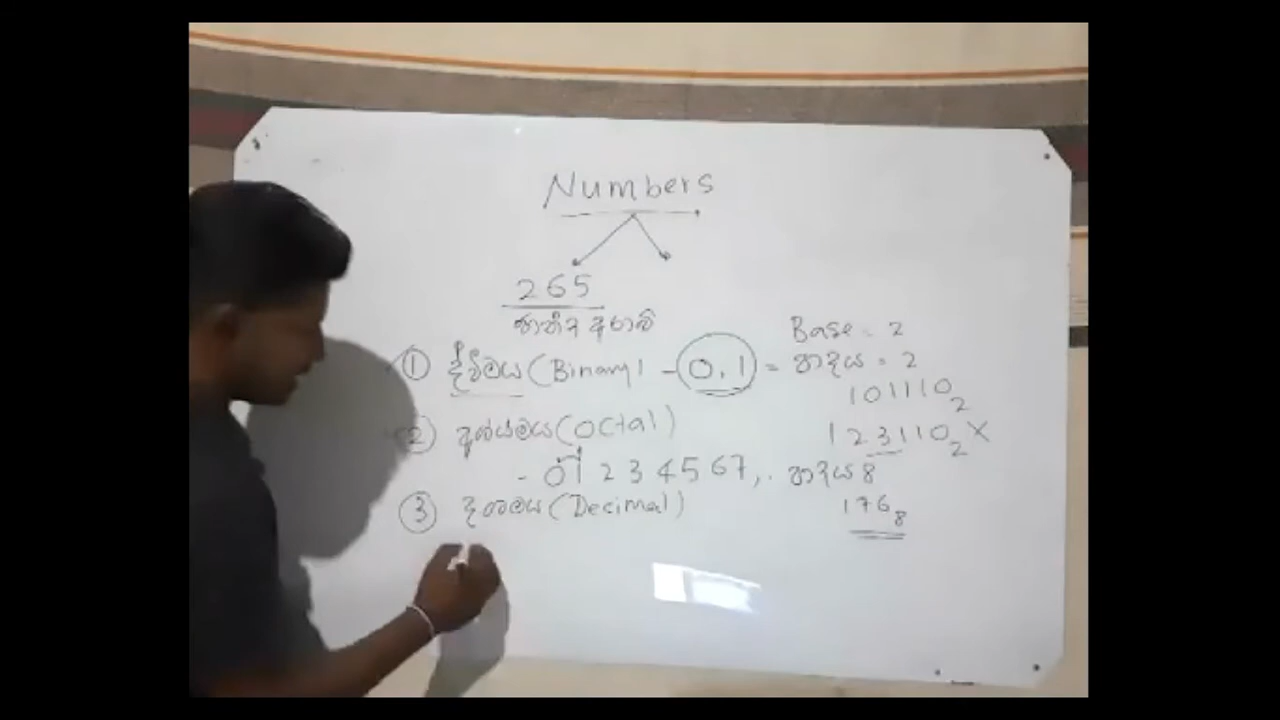 Numbers
265
අරාබි
① ද්වීමය (Binary) - 0, 1 = පාදය = 2
Base = 2
101110₂
② අෂ්ටමය (Octal)
123110₂ X
- 0 1 2 3 4 5 6 7, . පාදය 8
③ දශමය (Decimal)
176₈